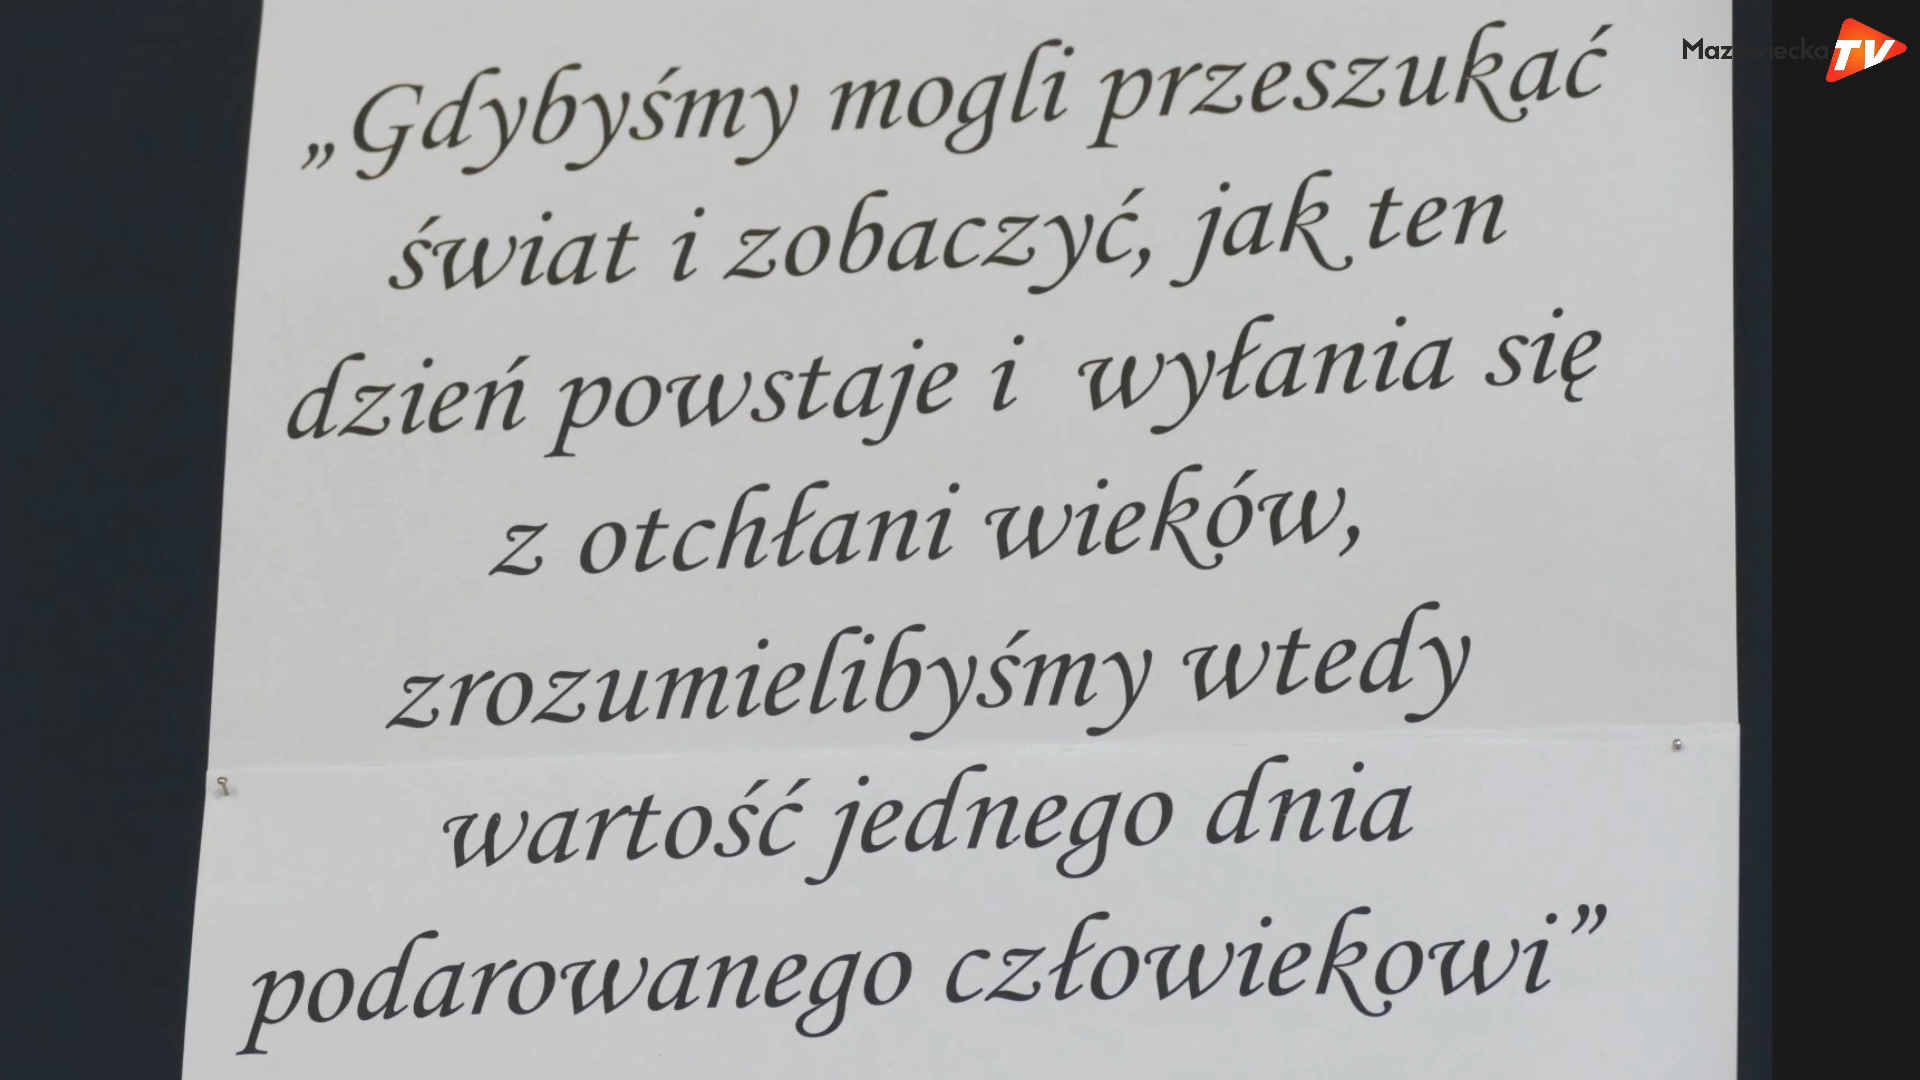 Mazowiecka TV
„Gdybyśmy mogli przeszukać
świat i zobaczyć, jak ten
dzień powstaje i wyłania się
z otchłani wieków,
zrozumielibyśmy wtedy
wartość jednego dnia
podarowanego człowiekowi”